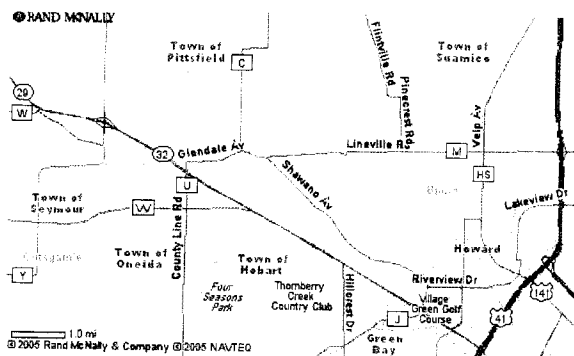 RAND McNALLY
Town of
Pittsfield
Flintville Rd
Pinecrest Rd
Town of
Suamico
C
29
W
32
Glendale Av
Lineville Rd
M
Velp Av
HS
U
Shawano Av
Lakeview Dr
Town of
Seymour
VV
County Line Rd
Howard
Outagamie
Y
Town of
Oneida
Town of
Hobart
Riverview Dr
Four
Seasons
Park
Thornberry
Creek
Country Club
Hillcrest Dr
Village
Green Golf
Course
41
141
J
Green
Bay
1.0 mi
© 2005 Rand McNally & Company © 2005 NAVTEQ